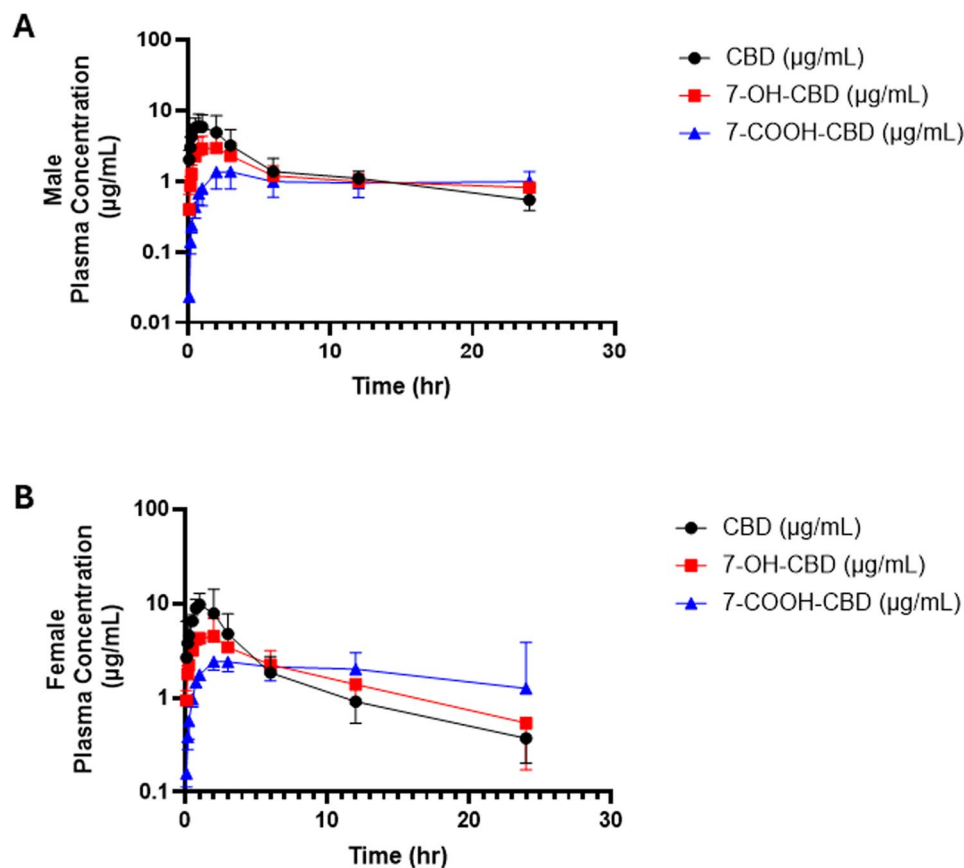 A
Male
Plasma Concentration
(µg/mL)
100
10
1
0.1
0.01
0
10
20
30
Time (hr)
CBD (µg/mL)
7-OH-CBD (µg/mL)
7-COOH-CBD (µg/mL)
B
Female
Plasma Concentration
(µg/mL)
100
10
1
0.1
0
10
20
30
Time (hr)
CBD (µg/mL)
7-OH-CBD (µg/mL)
7-COOH-CBD (µg/mL)